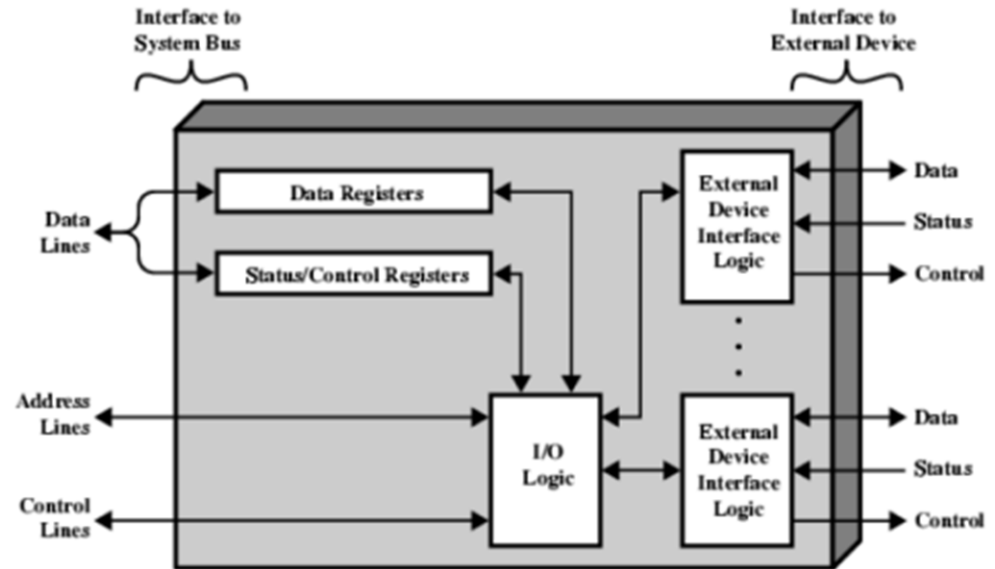 Interface to
System Bus
Interface to
External Device
Data Registers
Status/Control Registers
Data
Lines
Address
Lines
Control
Lines
I/O
Logic
External
Device
Interface
Logic
Data
Status
Control
External
Device
Interface
Logic
Data
Status
Control